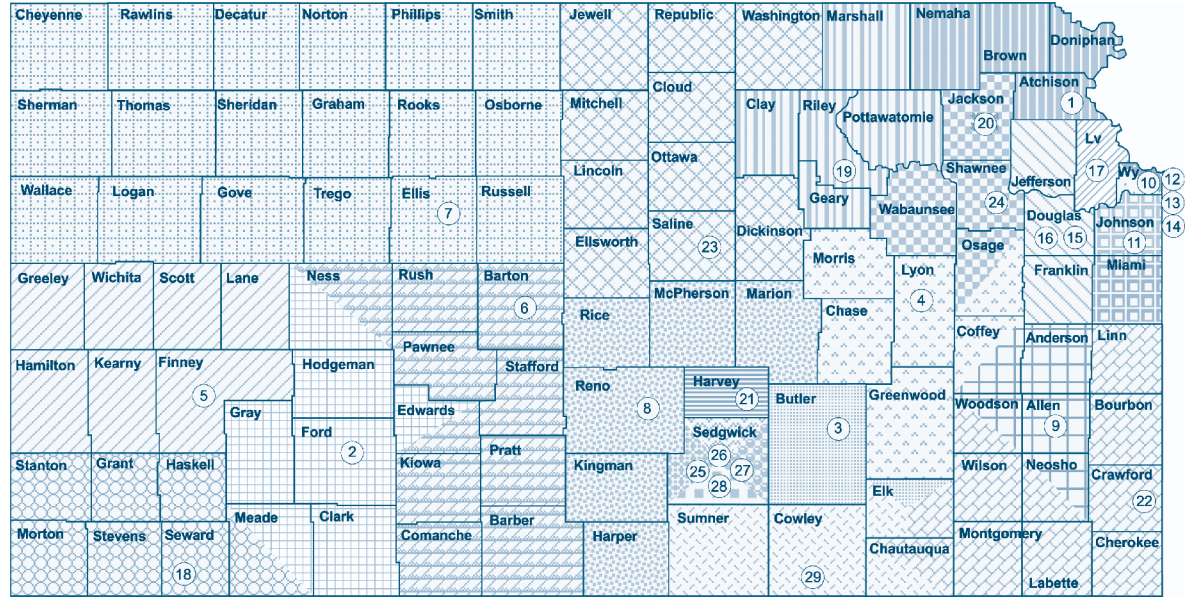 Cheyenne Rawlins Decatur Norton Phillips Smith Jewell Republic Washington Marshall Nemaha
Brown Doniphan
Sherman Thomas Sheridan Graham Rooks Osborne Mitchell Cloud Clay Riley Pottawatomie Jackson Atchison
20 1
Lincoln Ottawa Lv
19 Shawnee 17 Wy 10 12
Wallace Logan Gove Trego Ellis Russell Geary Wabaunsee Jefferson
7 24 13
Saline Dickinson Douglas Johnson
23 16 15 11 14
Ellsworth Osage
Morris Lyon Franklin Miami
Greeley Wichita Scott Lane Ness Rush Barton McPherson Marion
6 4
Rice Chase Coffey Anderson Linn
Pawnee
Hamilton Kearny Finney Hodgeman Stafford
5 Reno Harvey Butler Greenwood
8 21
Gray Edwards Woodson Allen Bourbon
Ford Sedgwick 3 9
2 26
Stanton Grant Haskell Kiowa Pratt Kingman 25 27 Wilson Neosho Crawford
28 22
Elk
Meade Clark Barber Sumner Cowley
Morton Stevens Seward Comanche Harper Montgomery Cherokee
Chautauqua
18 29 Labette